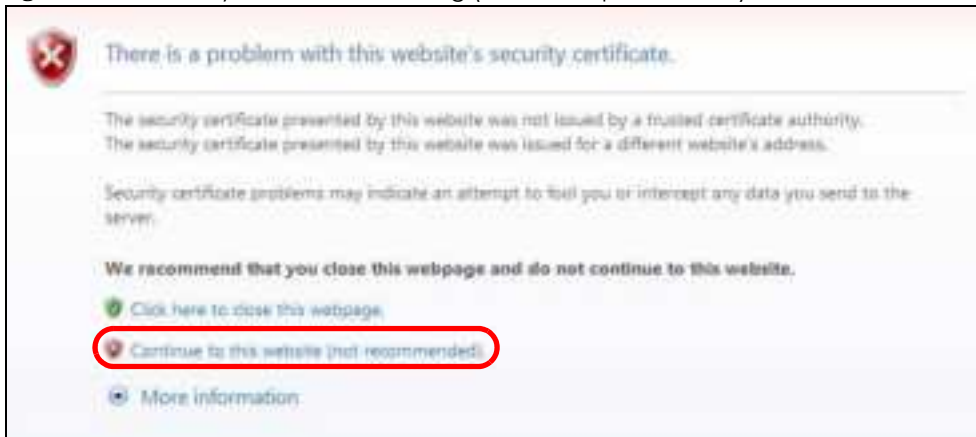 There is a problem with this website's security certificate.
The security certificate presented by this website was not issued by a trusted certificate authority.
The security certificate presented by this website was issued for a different website's address.
Security certificate problems may indicate an attempt to fool you or intercept any data you send to the
server.
We recommend that you close this webpage and do not continue to this website.
Click here to close this webpage.
Continue to this website (not recommended).
More information